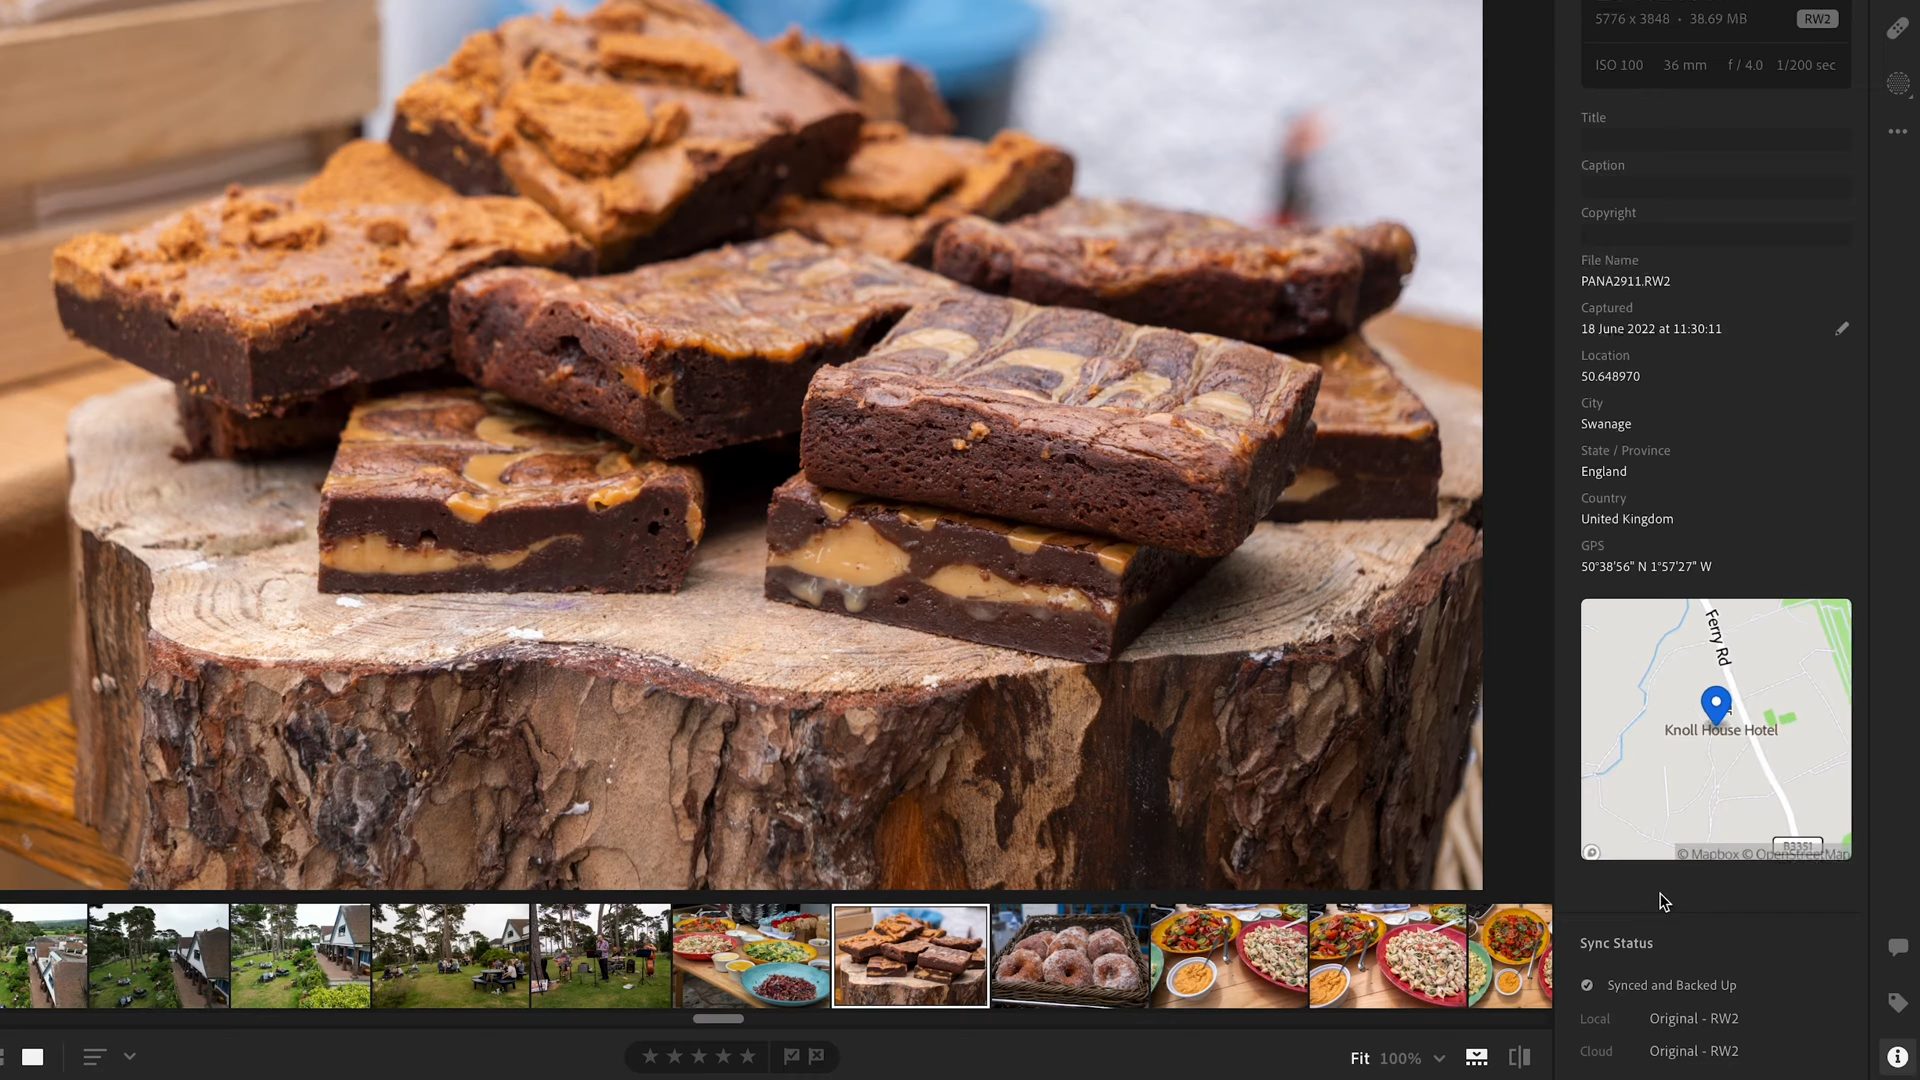 5776 x 3848 • 38.69 MB
RW2
ISO 100 36 mm f / 4.0 1/200 sec
Title
Caption
Copyright
File Name
PANA2911.RW2
Captured
18 June 2022 at 11:30:11
Location
50.648970
City
Swanage
State / Province
England
Country
United Kingdom
GPS
50°38'56" N 1°57'27" W
Ferry Rd
Knoll House Hotel
B3351
© Mapbox © OpenStreetMap
Sync Status
Synced and Backed Up
Local Original - RW2
Cloud Original - RW2
Fit 100%